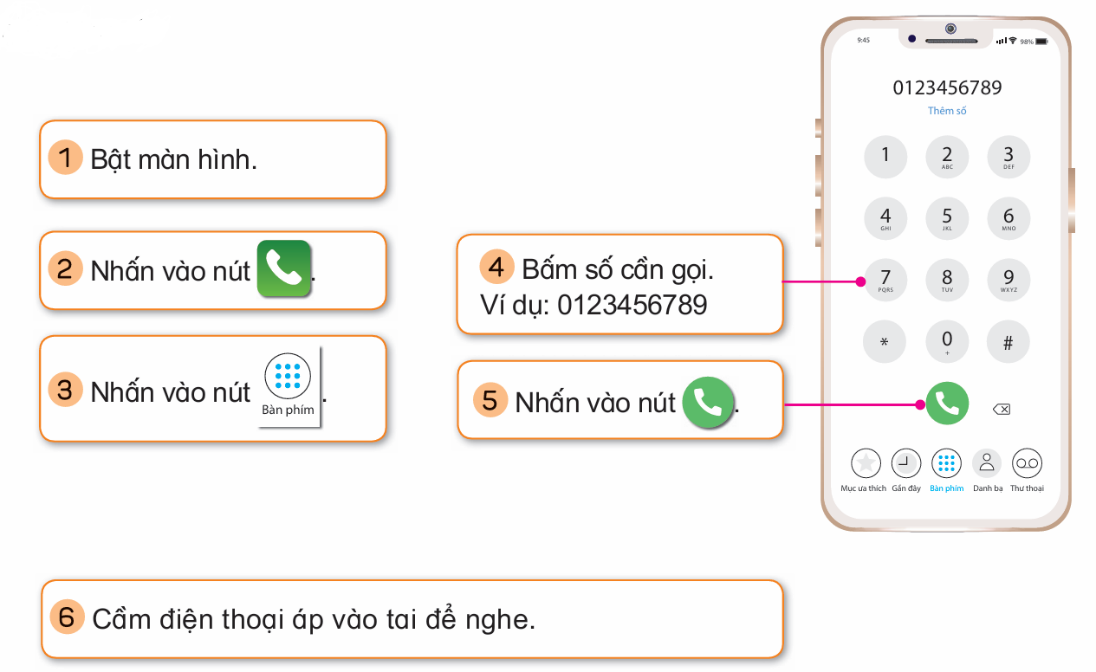 1 Bật màn hình.
2 Nhấn vào nút .
3 Nhấn vào nút .
Bàn phím
4 Bấm số cần gọi.
Ví dụ: 0123456789
5 Nhấn vào nút .
6 Cầm điện thoại áp vào tai để nghe.
9:45 98%
0123456789
Thêm số
1 2 3
ABC DEF
4 5 6
GHI JKL MNO
7 8 9
PQRS TUV WXYZ
* 0 #
+
Mục ưa thích Gần đây Bàn phím Danh bạ Thư thoại